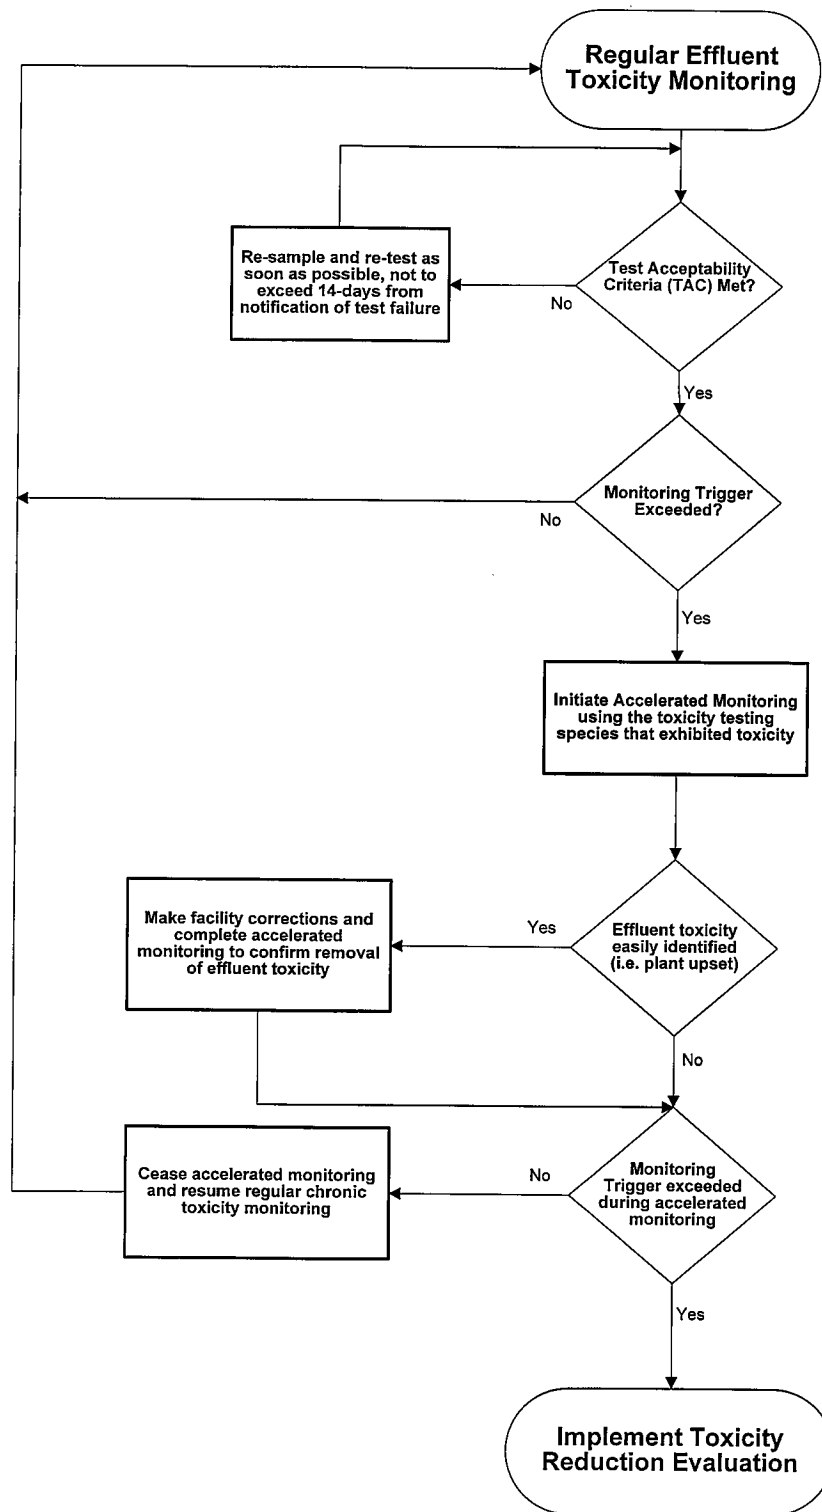 Regular Effluent
Toxicity Monitoring
Re-sample and re-test as
soon as possible, not to
exceed 14-days from
notification of test failure
Test Acceptability
Criteria (TAC) Met?
No
Yes
Monitoring Trigger
Exceeded?
No
Yes
Initiate Accelerated Monitoring
using the toxicity testing
species that exhibited toxicity
Make facility corrections and
complete accelerated
monitoring to confirm removal
of effluent toxicity
Yes
Effluent toxicity
easily identified
(i.e. plant upset)
No
Cease accelerated monitoring
and resume regular chronic
toxicity monitoring
No
Monitoring
Trigger exceeded
during accelerated
monitoring
Yes
Implement Toxicity
Reduction Evaluation